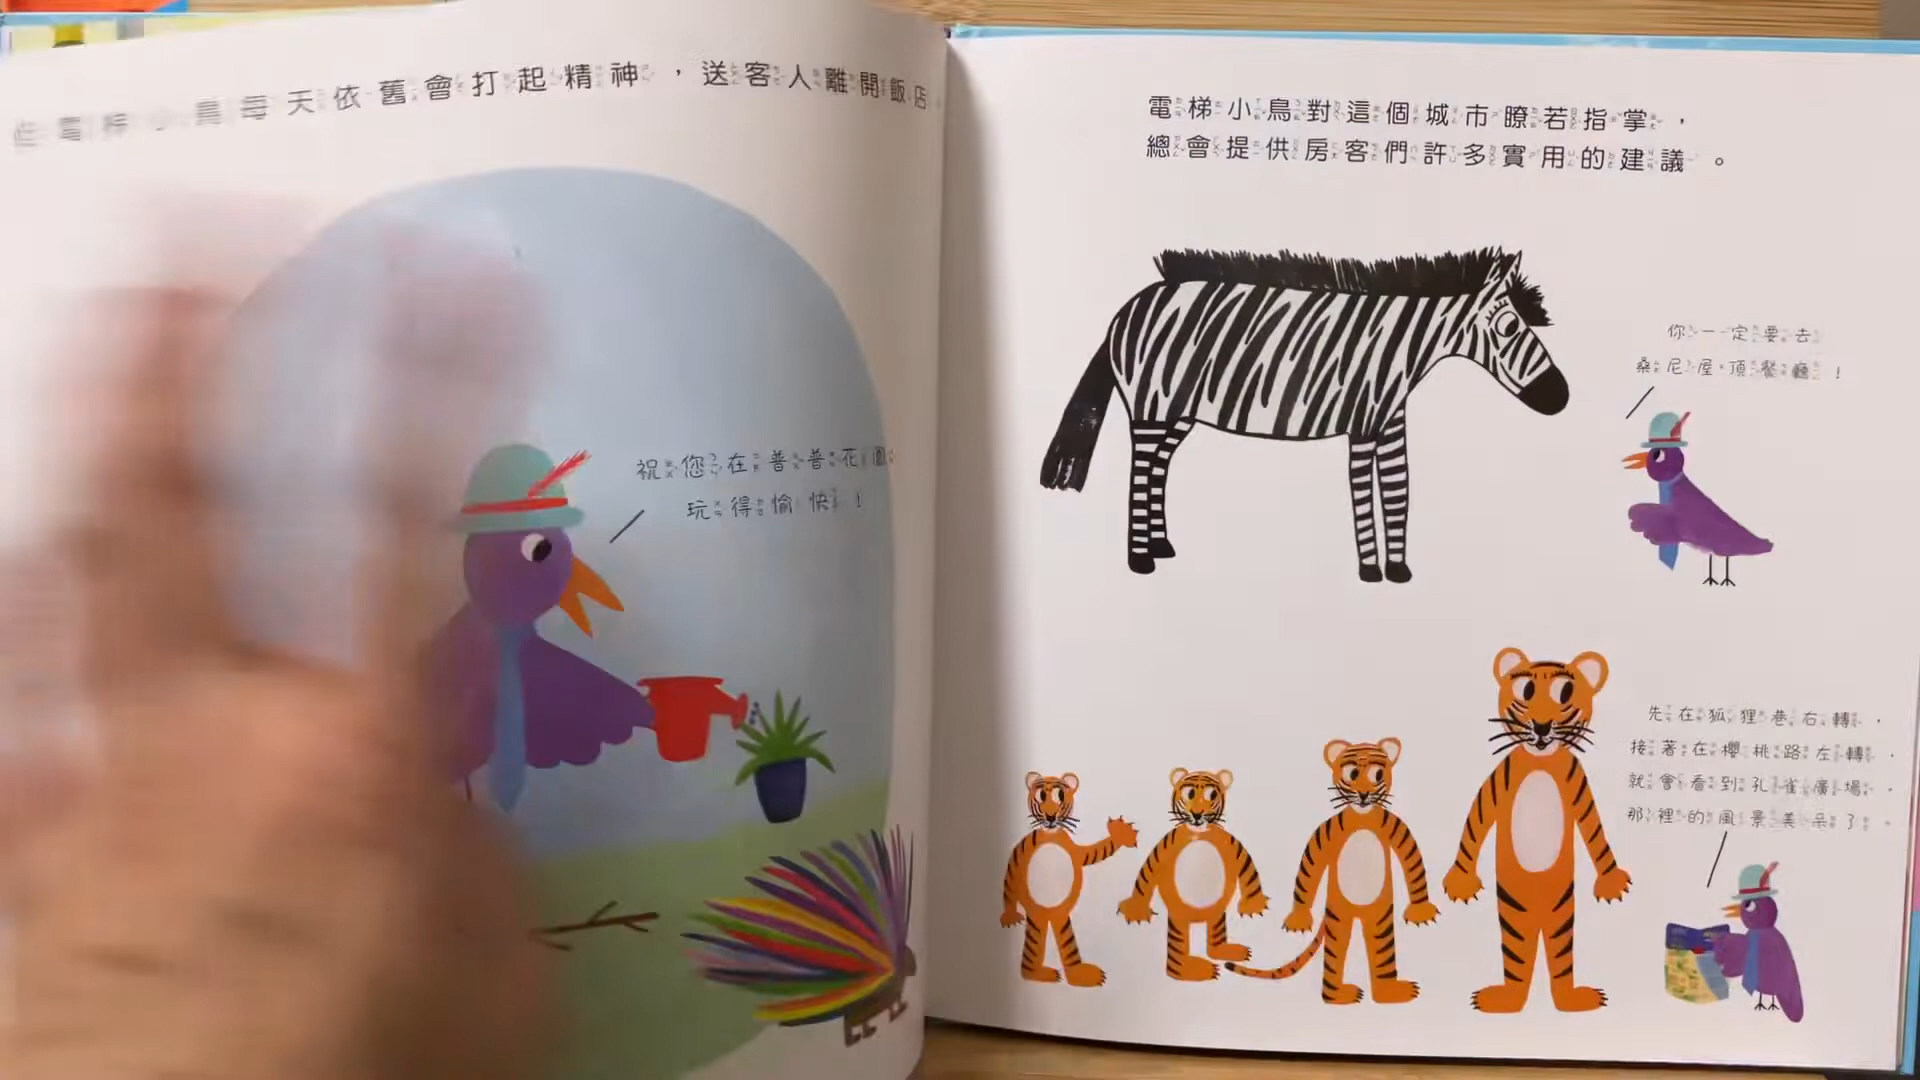 電梯小鳥每天依舊會打起精神，送客人離開飯店
祝您在普普花園
玩得愉快！
電梯小鳥對這個城市瞭若指掌，
總會提供房客們許多實用的建議。
你一定要去
桑尼屋頂餐廳！
先在狐狸巷右轉，
接著在櫻桃路左轉，
就會看到孔雀廣場，
那裡的風景美呆了。